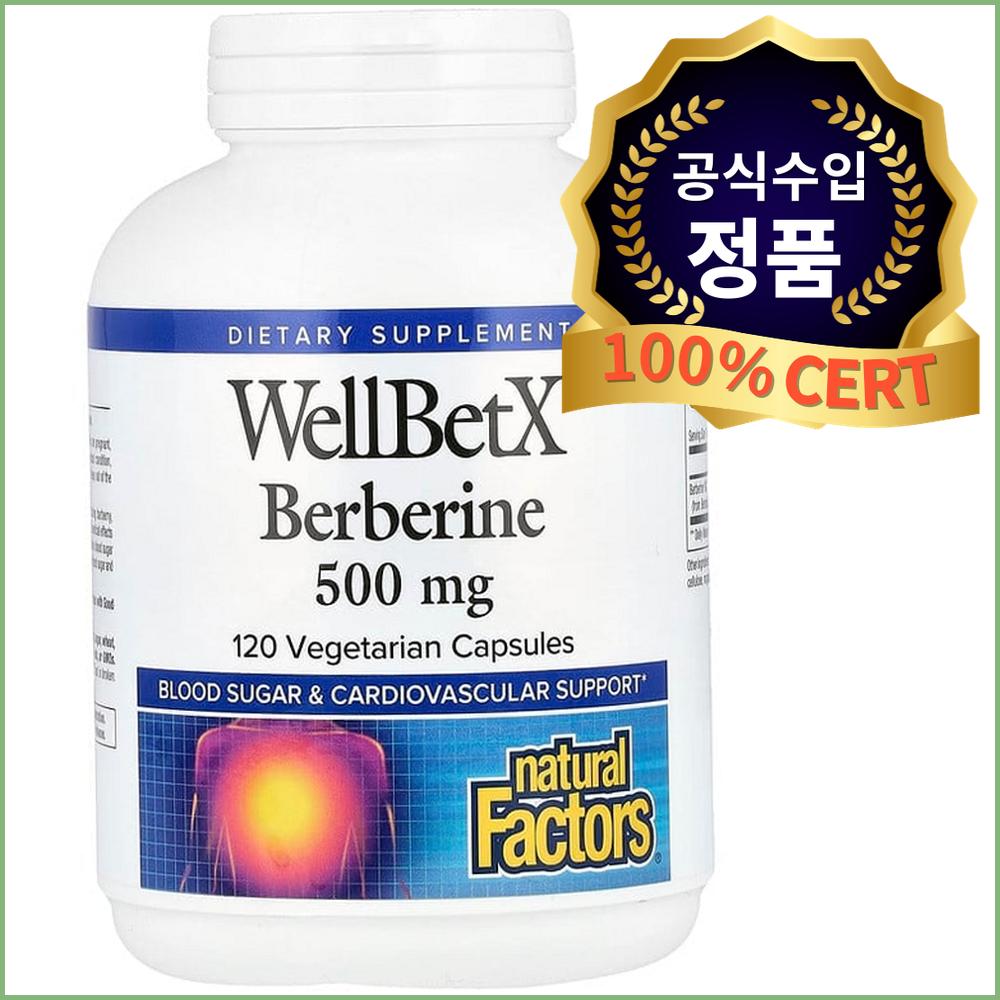 공식수입
정품
100% CERT
DIETARY SUPPLEMENT
WellBetX
Berberine
500 mg
120 Vegetarian Capsules
BLOOD SUGAR & CARDIOVASCULAR SUPPORT*
natural
Factors®